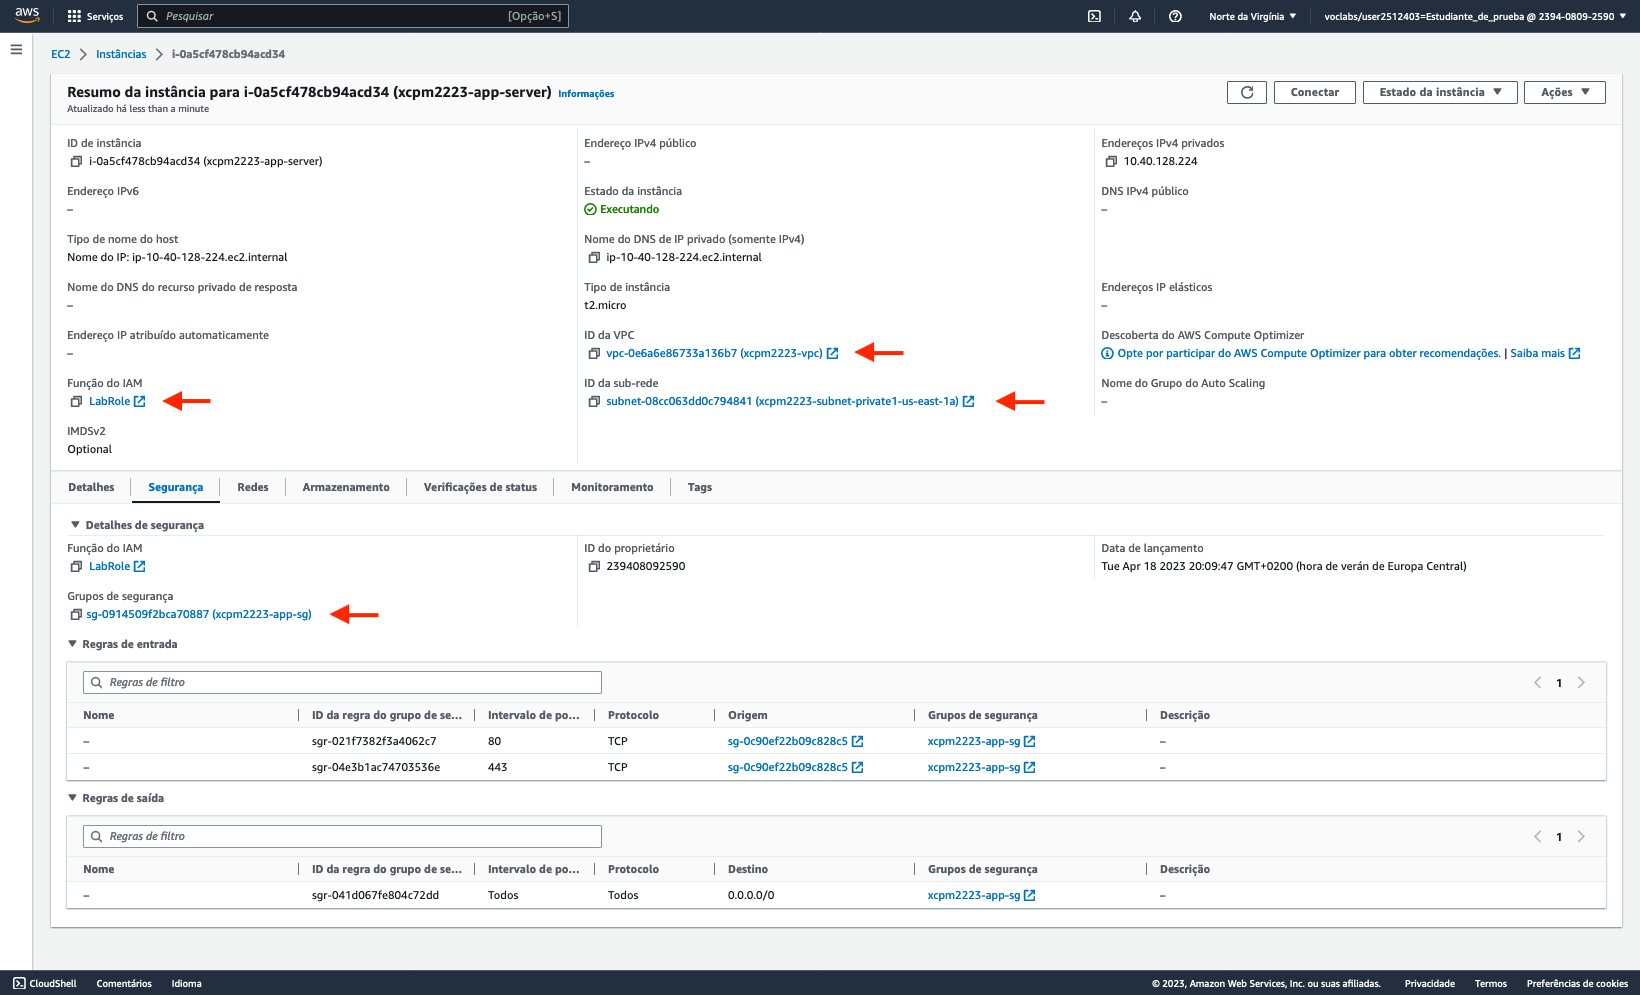 aws
Serviços
Pesquisar
[Opção+S]
Norte da Virgínia
voclabs/user2512403=Estudiante_de_prueba @ 2394-0809-2590
EC2
Instâncias
i-0a5cf478cb94acd34
Resumo da instância para i-0a5cf478cb94acd34 (xcpm2223-app-server)
Informações
Atualizado há less than a minute
Conectar
Estado da instância
Ações
ID de instância
i-0a5cf478cb94acd34 (xcpm2223-app-server)
Endereço IPv4 público
–
Endereços IPv4 privados
10.40.128.224
Endereço IPv6
–
Estado da instância
Executando
DNS IPv4 público
–
Tipo de nome do host
Nome do IP: ip-10-40-128-224.ec2.internal
Nome do DNS de IP privado (somente IPv4)
ip-10-40-128-224.ec2.internal
Nome do DNS do recurso privado de resposta
–
Tipo de instância
t2.micro
Endereços IP elásticos
–
Endereço IP atribuído automaticamente
–
ID da VPC
vpc-0e6a6e86733a136b7 (xcpm2223-vpc)
Descoberta do AWS Compute Optimizer
Opte por participar do AWS Compute Optimizer para obter recomendações. | Saiba mais
Função do IAM
LabRole
ID da sub-rede
subnet-08cc063dd0c794841 (xcpm2223-subnet-private1-us-east-1a)
Nome do Grupo do Auto Scaling
–
IMDSv2
Optional
Detalhes
Segurança
Redes
Armazenamento
Verificações de status
Monitoramento
Tags
Detalhes de segurança
Função do IAM
LabRole
ID do proprietário
239408092590
Data de lançamento
Tue Apr 18 2023 20:09:47 GMT+0200 (hora de verán de Europa Central)
Grupos de segurança
sg-0914509f2bca70887 (xcpm2223-app-sg)
Regras de entrada
Regras de filtro
1
Nome ID da regra do grupo de se... Intervalo de po... Protocolo Origem Grupos de segurança Descrição
– sgr-021f7382f3a4062c7 80 TCP sg-0c90ef22b09c828c5 xcpm2223-app-sg –
– sgr-04e3b1ac74703536e 443 TCP sg-0c90ef22b09c828c5 xcpm2223-app-sg –
Regras de saída
Regras de filtro
1
Nome ID da regra do grupo de se... Intervalo de po... Protocolo Destino Grupos de segurança Descrição
– sgr-041d067fe804c72dd Todos Todos 0.0.0.0/0 xcpm2223-app-sg –
CloudShell
Comentários
Idioma
© 2023, Amazon Web Services, Inc. ou suas afiliadas.
Privacidade
Termos
Preferências de cookies